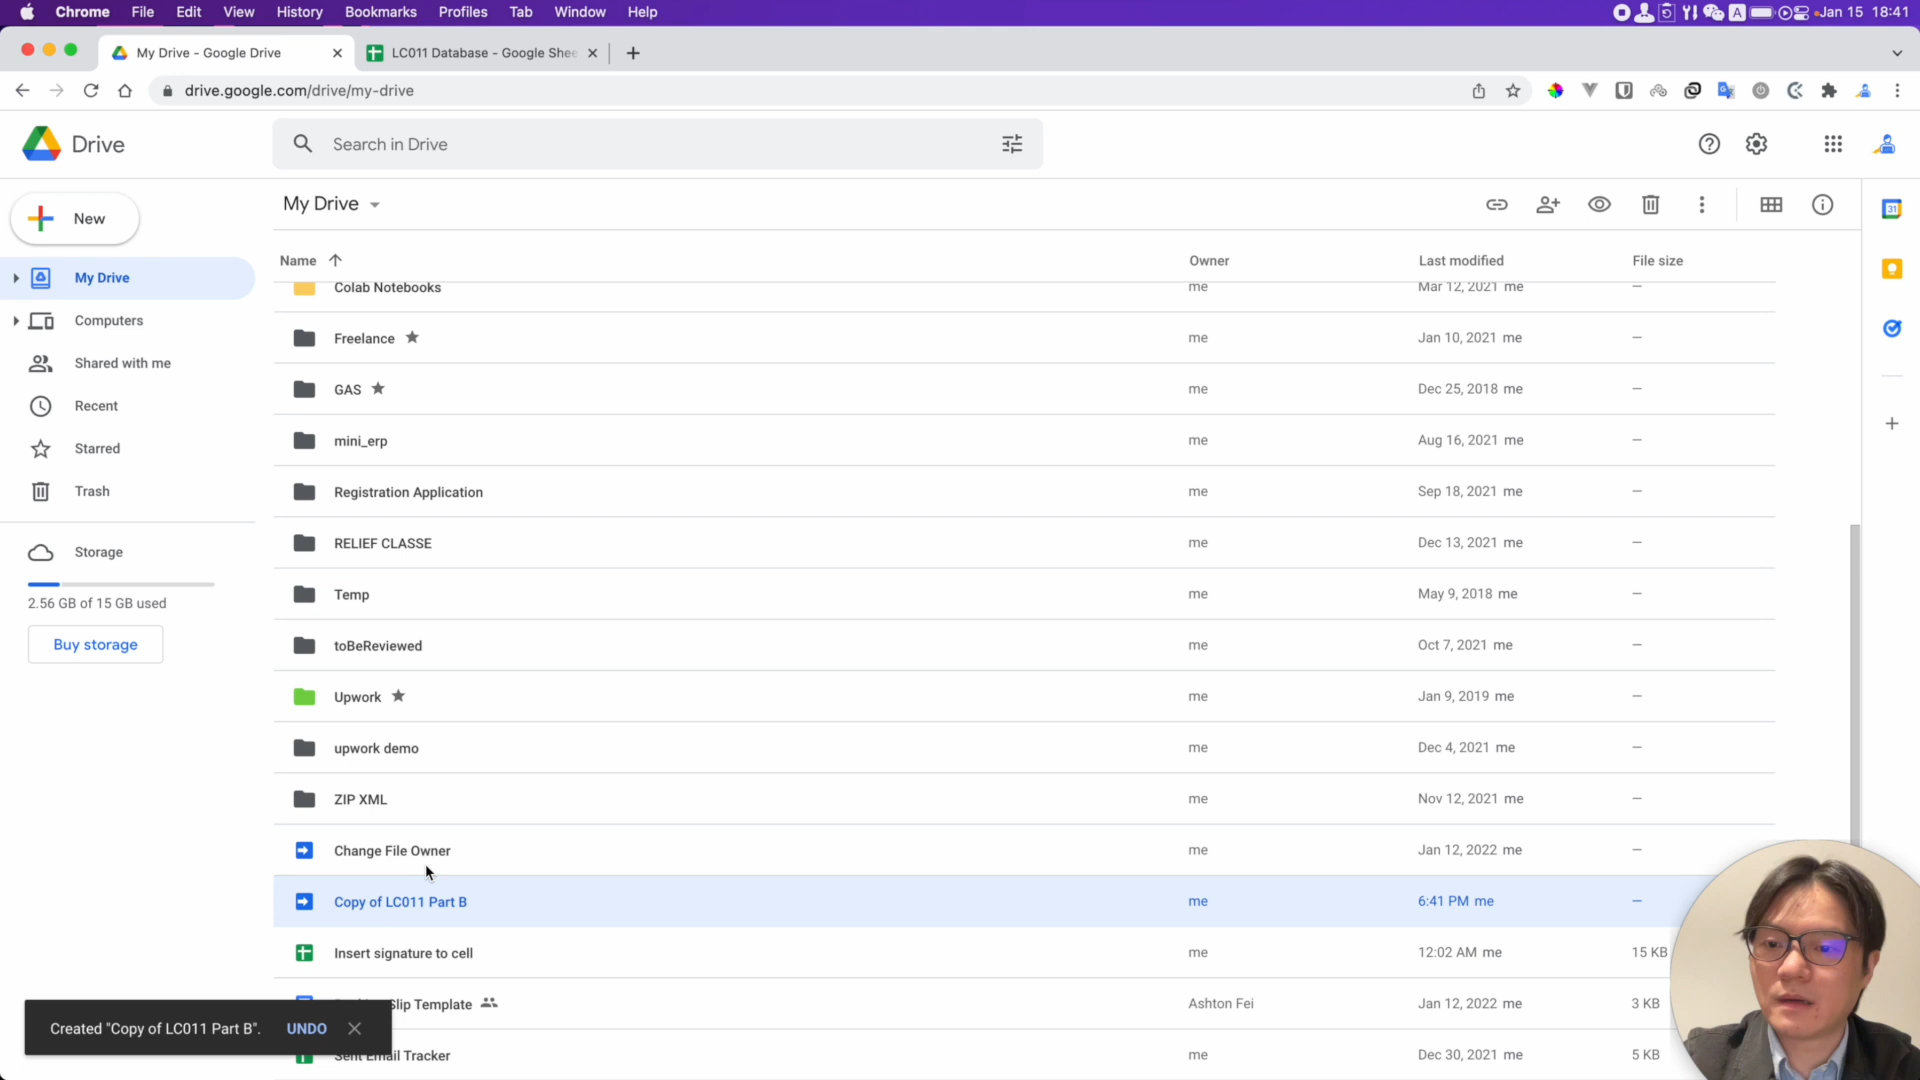 Chrome File Edit View History Bookmarks Profiles Tab Window Help
A Jan 15 18:41
My Drive - Google Drive
LC011 Database - Google Shee
drive.google.com/drive/my-drive
Drive
Search in Drive
New
My Drive
Computers
Shared with me
Recent
Starred
Trash
Storage
2.56 GB of 15 GB used
Buy storage
My Drive
Name Owner Last modified File size
Colab Notebooks me Mar 12, 2021 me –
Freelance me Jan 10, 2021 me –
GAS me Dec 25, 2018 me –
mini_erp me Aug 16, 2021 me –
Registration Application me Sep 18, 2021 me –
RELIEF CLASSE me Dec 13, 2021 me –
Temp me May 9, 2018 me –
toBeReviewed me Oct 7, 2021 me –
Upwork me Jan 9, 2019 me –
upwork demo me Dec 4, 2021 me –
ZIP XML me Nov 12, 2021 me –
Change File Owner me Jan 12, 2022 me –
Copy of LC011 Part B me 6:41 PM me –
Insert signature to cell me 12:02 AM me 15 KB
Slip Template Ashton Fei Jan 12, 2022 me 3 KB
Sent Email Tracker me Dec 30, 2021 me 5 KB
Created "Copy of LC011 Part B". UNDO
31